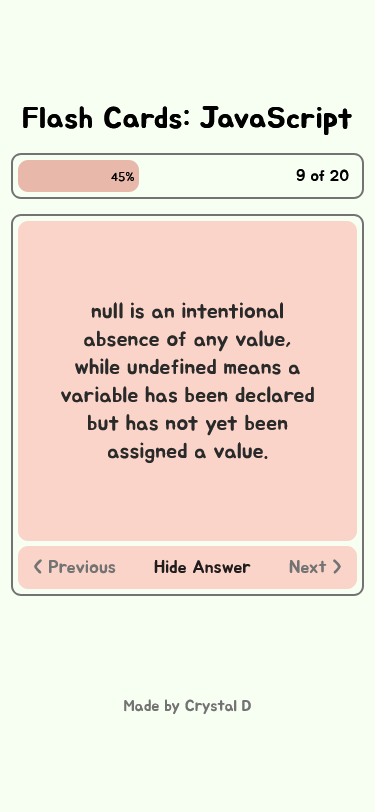 Flash Cards: JavaScript
45%
9 of 20
null is an intentional
absence of any value,
while undefined means a
variable has been declared
but has not yet been
assigned a value.
Previous
Hide Answer
Next
Made by Crystal D